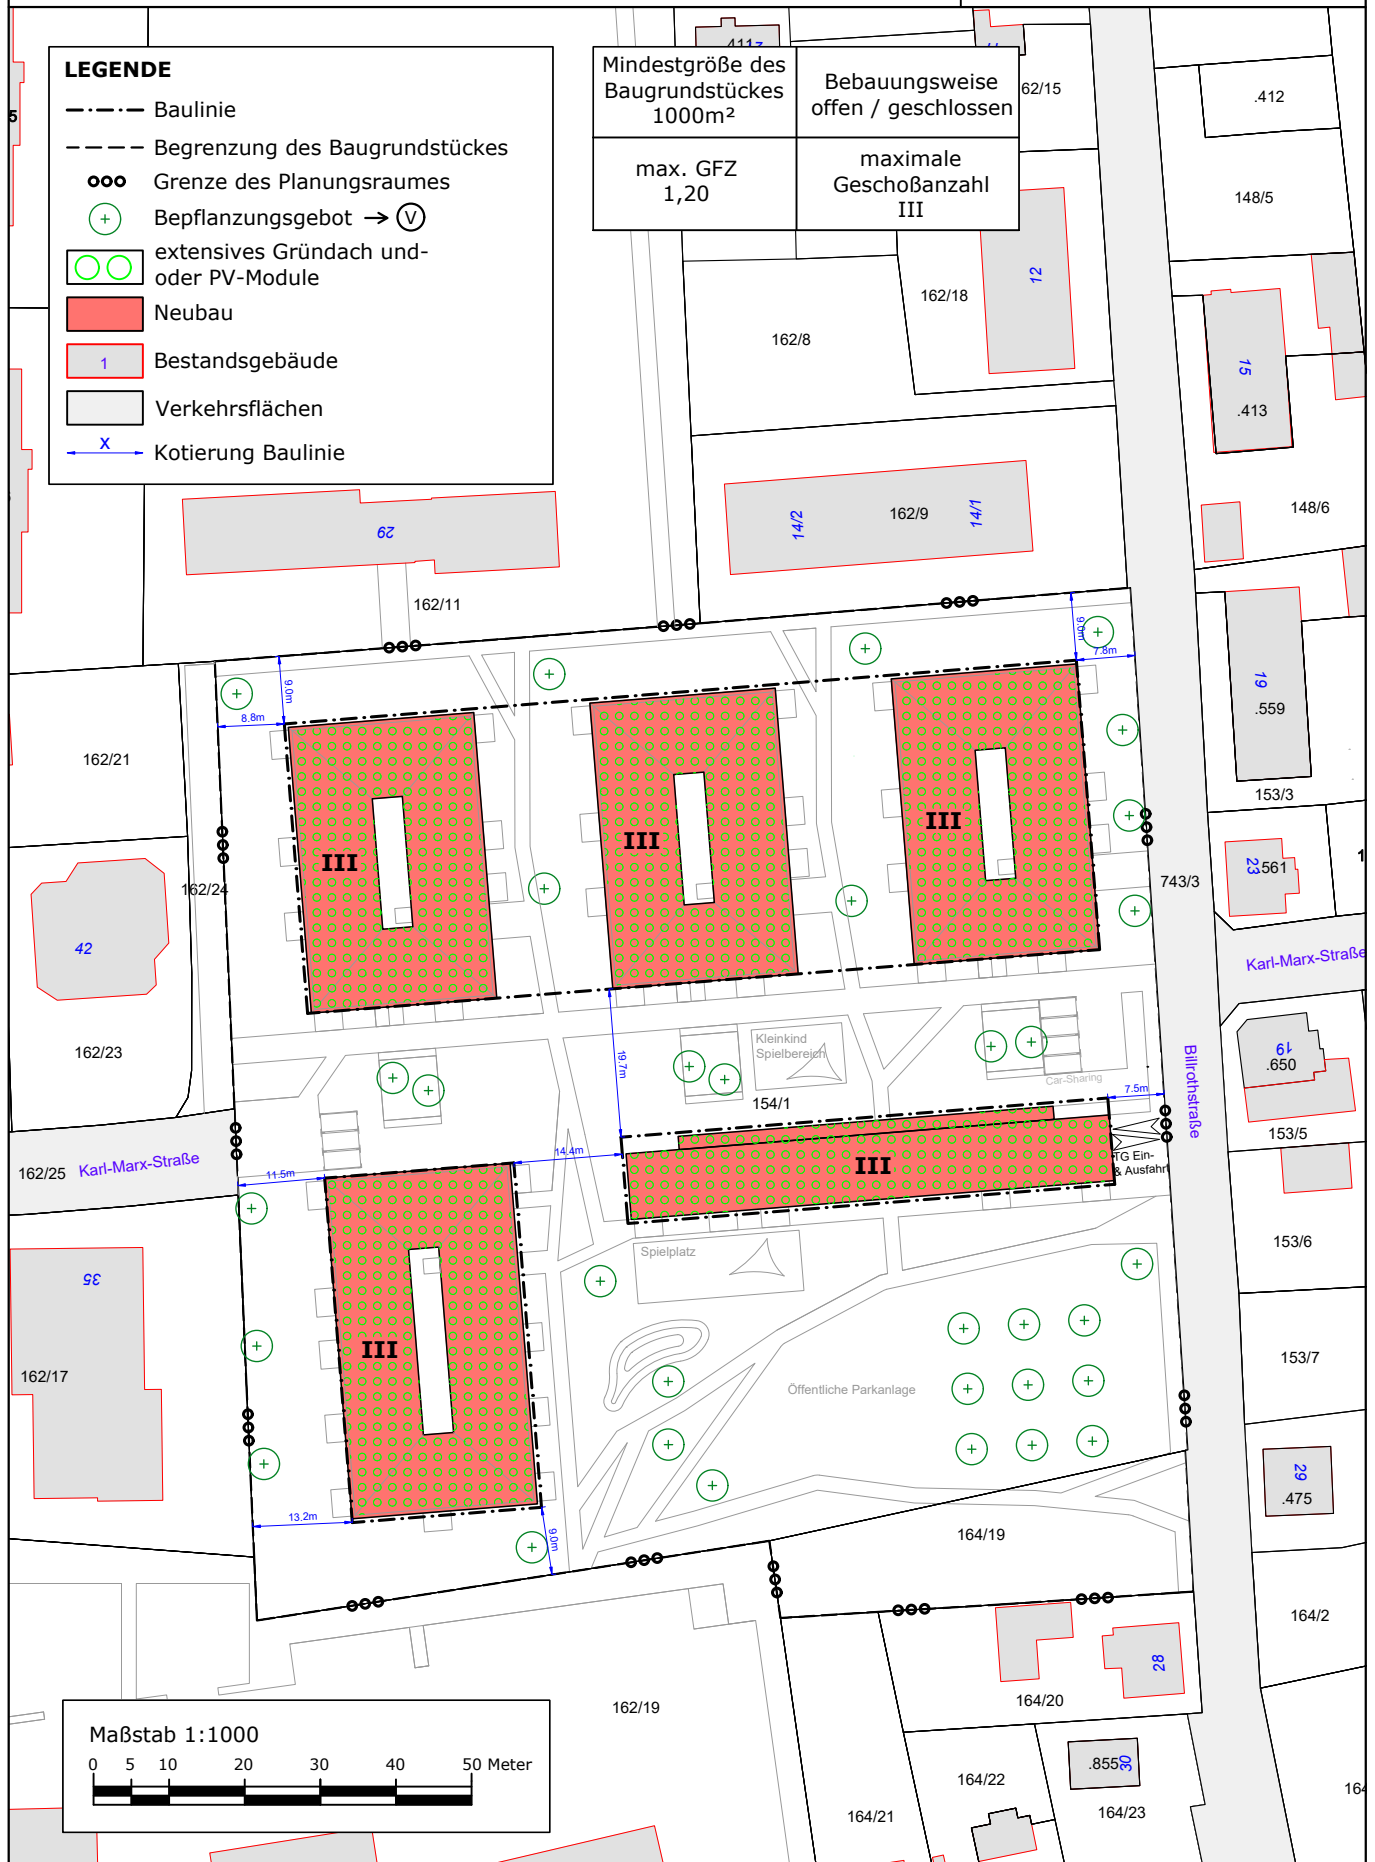 LEGENDE
Baulinie
Begrenzung des Baugrundstückes
Grenze des Planungsraumes
Bepflanzungsgebot → V
extensives Gründach und-
oder PV-Module
Neubau
1
Bestandsgebäude
Verkehrsflächen
X
Kotierung Baulinie
Mindestgröße des
Baugrundstückes
1000m²
Bebauungsweise
offen / geschlossen
max. GFZ
1,20
maximale
Geschoßanzahl
III
62/15
.412
148/5
12
162/18
162/8
15
.413
148/6
14/2
162/9
14/1
29
162/11
19
.559
153/3
9.0m
7.8m
9.0m
8.8m
162/21
162/24
III
III
III
743/3
23
561
Karl-Marx-Straße
42
162/23
19.7m
Kleinkind
Spielbereich
154/1
Car-Sharing
7.5m
Billrothstraße
19
.650
153/5
162/25
Karl-Marx-Straße
11.5m
14.4m
III
TG Ein-
& Ausfahrt
153/6
Spielplatz
35
162/17
III
Öffentliche Parkanlage
153/7
29
.475
13.2m
9.0m
164/19
164/2
28
164/20
162/19
Maßstab 1:1000
0 5 10 20 30 40 50 Meter
.855
30
164/22
164/21
164/23